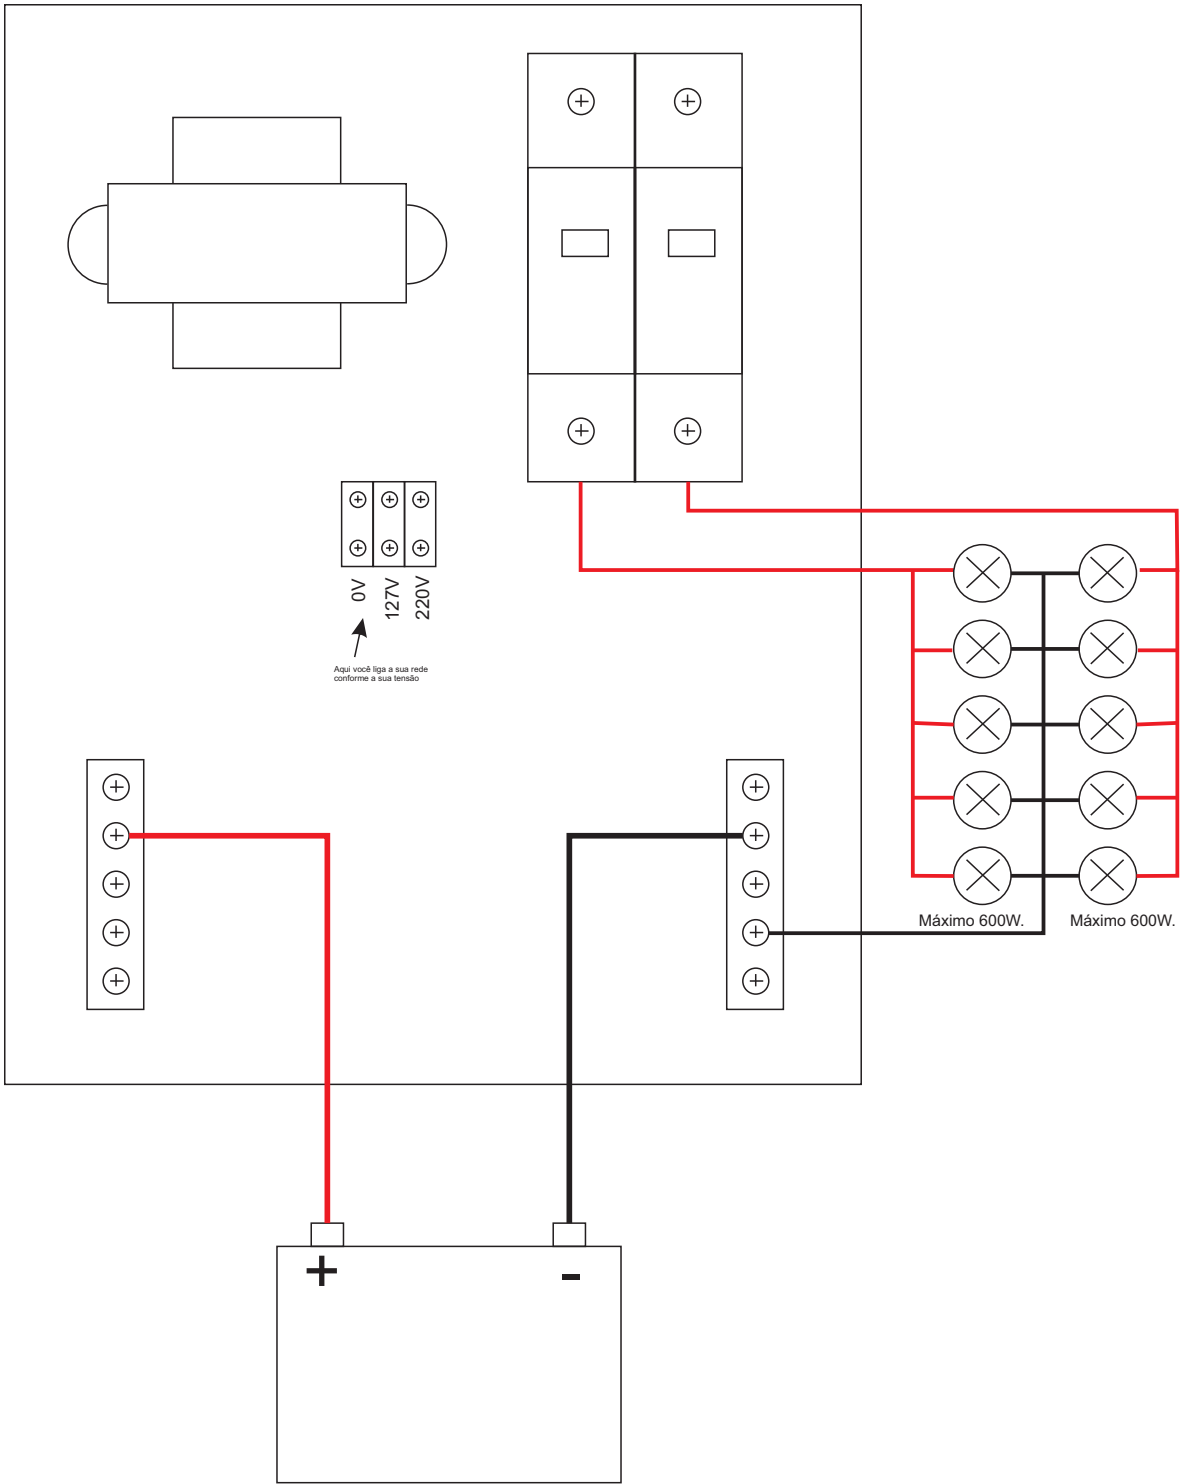 0V
127V
220V
Aqui você liga a sua rede
conforme a sua tensão
Máximo 600W.
Máximo 600W.
+
-